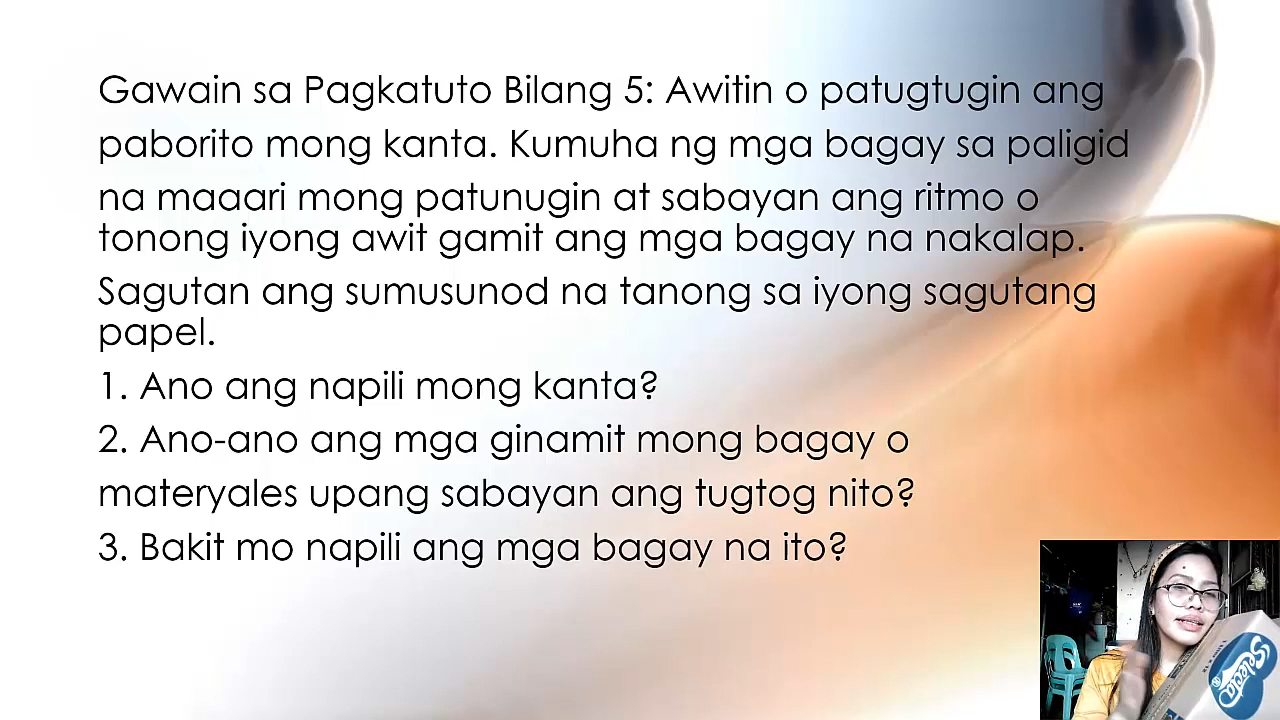 Gawain sa Pagkatuto Bilang 5: Awitin o patugtugin ang
paborito mong kanta. Kumuha ng mga bagay sa paligid
na maaari mong patunugin at sabayan ang ritmo o
tonong iyong awit gamit ang mga bagay na nakalap.
Sagutan ang sumusunod na tanong sa iyong sagutang
papel.
1. Ano ang napili mong kanta?
2. Ano-ano ang mga ginamit mong bagay o
materyales upang sabayan ang tugtog nito?
3. Bakit mo napili ang mga bagay na ito?
Selecta